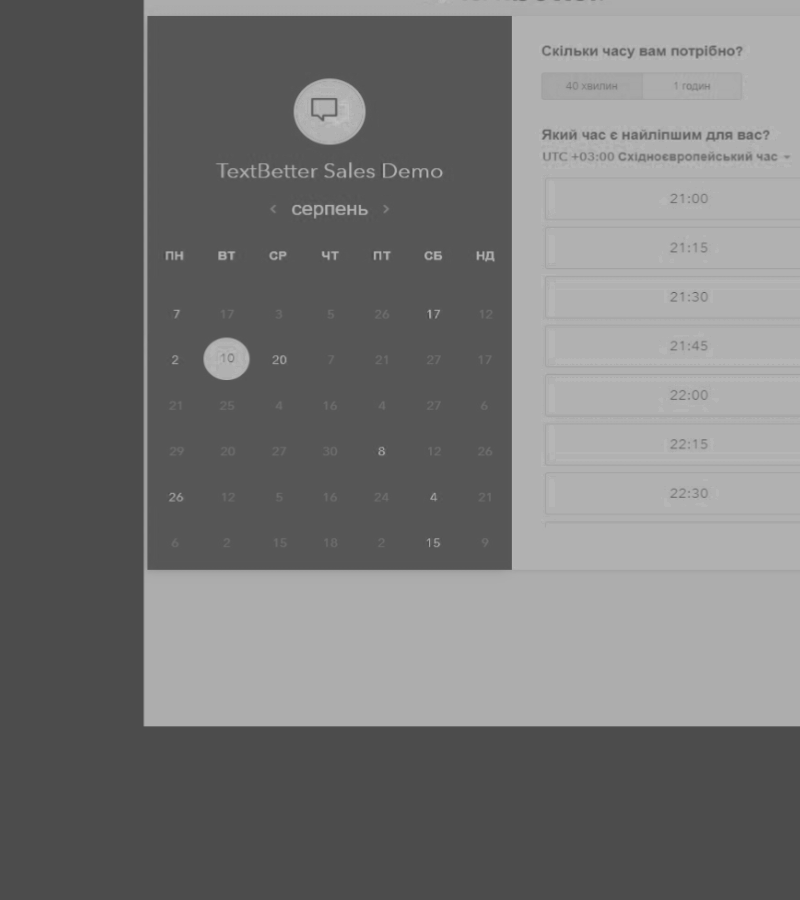 TextBetter Sales Demo
серпень
ПН ВТ СР ЧТ ПТ СБ НД
7 17 3 5 26 17 12
2 10 20 7 21 27 17
21 25 4 16 4 27 6
29 20 27 30 8 12 26
26 12 5 16 24 4 21
6 2 15 18 2 15 9
Скільки часу вам потрібно?
40 хвилин 1 годин
Який час є найліпшим для вас?
UTC +03:00 Східноєвропейський час
21:00
21:15
21:30
21:45
22:00
22:15
22:30